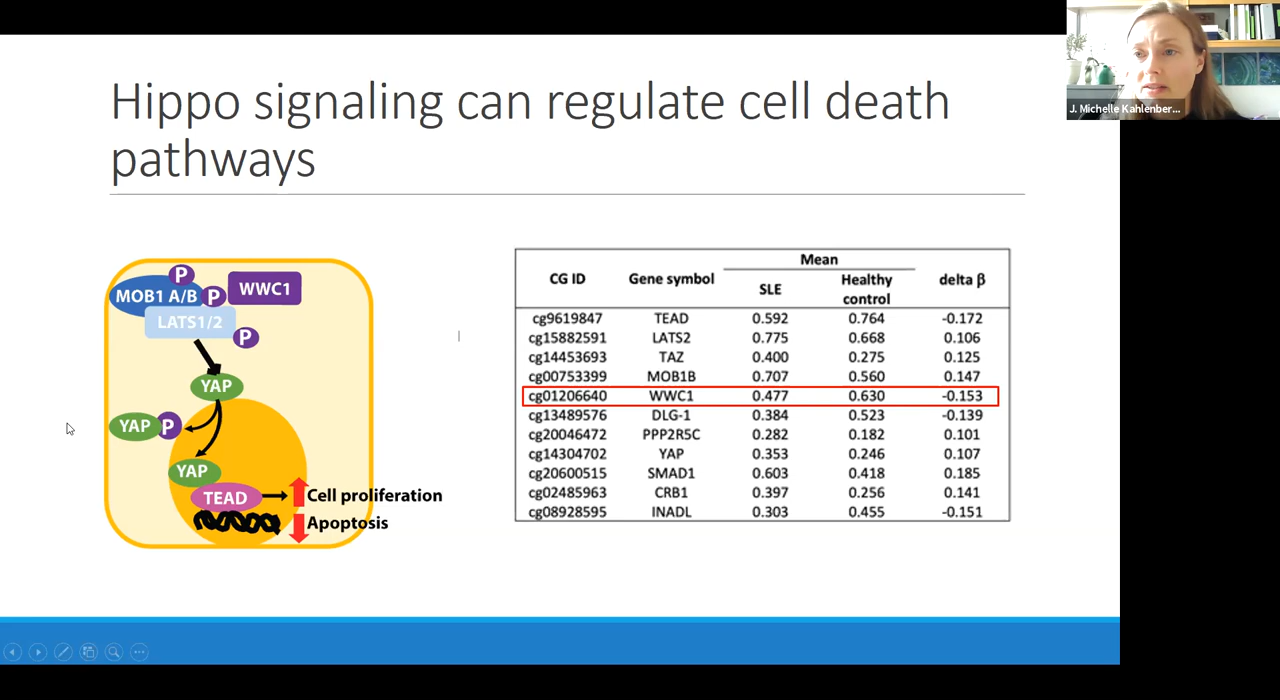 J. Michelle Kahlenber...
Hippo signaling can regulate cell death
pathways
P
MOB1 A/B P WWC1
LATS1/2
P
YAP
YAP P
YAP
TEAD
Cell proliferation
Apoptosis
Mean
CG ID Gene symbol SLE Healthy control delta β
cg9619847 TEAD 0.592 0.764 -0.172
cg15882591 LATS2 0.775 0.668 0.106
cg14453693 TAZ 0.400 0.275 0.125
cg00753399 MOB1B 0.707 0.560 0.147
cg01206640 WWC1 0.477 0.630 -0.153
cg13489576 DLG-1 0.384 0.523 -0.139
cg20046472 PPP2R5C 0.282 0.182 0.101
cg14304702 YAP 0.353 0.246 0.107
cg20600515 SMAD1 0.603 0.418 0.185
cg02485963 CRB1 0.397 0.256 0.141
cg08928595 INADL 0.303 0.455 -0.151